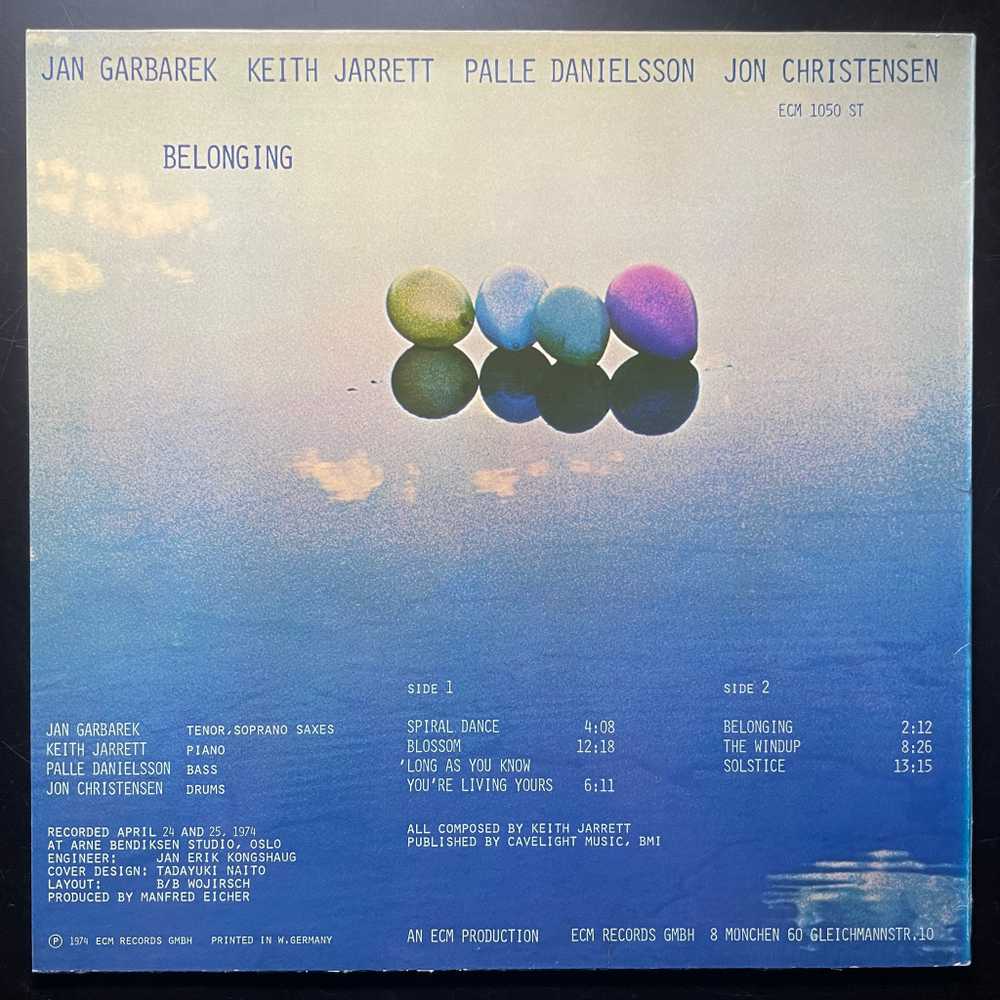 JAN GARBAREK KEITH JARRETT PALLE DANIELSSON JON CHRISTENSEN
ECM 1050 ST
BELONGING
JAN GARBAREK TENOR,SOPRANO SAXES
KEITH JARRETT PIANO
PALLE DANIELSSON BASS
JON CHRISTENSEN DRUMS
RECORDED APRIL 24 AND 25, 1974
AT ARNE BENDIKSEN STUDIO, OSLO
ENGINEER: JAN ERIK KONGSHAUG
COVER DESIGN: TADAYUKI NAITO
LAYOUT: B/B WOJIRSCH
PRODUCED BY MANFRED EICHER
SIDE 1
SPIRAL DANCE 4:08
BLOSSOM 12:18
'LONG AS YOU KNOW
YOU'RE LIVING YOURS 6:11
ALL COMPOSED BY KEITH JARRETT
PUBLISHED BY CAVELIGHT MUSIC, BMI
SIDE 2
BELONGING 2:12
THE WINDUP 8:26
SOLSTICE 13:15
Ⓟ 1974 ECM RECORDS GMBH PRINTED IN W.GERMANY
AN ECM PRODUCTION ECM RECORDS GMBH 8 MÜNCHEN 60 GLEICHMANNSTR.10